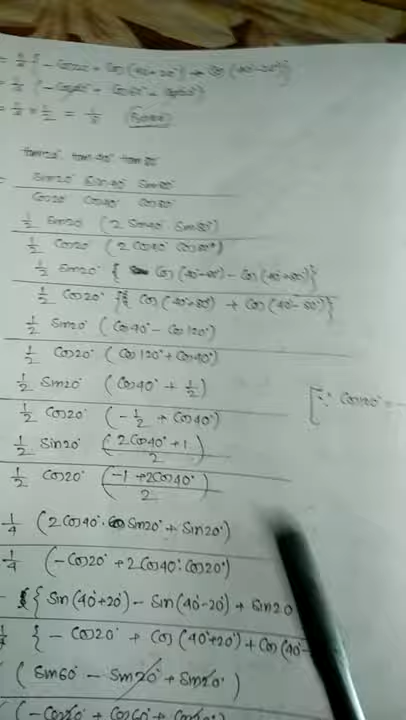 = 1/2 {- Cos20° + Cos (40°+20°) + Cos (40°-20°)}
= 1/2 (- Cos20° + Cos60° + Cos20°)
= 1/2 × 1/2 =
tan20° tan40° tan80°
= Sin20° Sin40° Sin80°
Cos20° Cos40° Cos80°
1/2 Sin20° (2 Sin40° Sin80°)
1/2 Cos20° (2 Cos40° Cos80°)
1/2 Sin20° { Cos (40°-80°) - Cos (40°+80°)}
1/2 Cos20° { Cos (40°+80°) + Cos (40°-80°)}
1/2 Sin20° (Cos40° - Cos120°)
1/2 Cos20° (Cos120° + Cos40°)
1/2 Sin20° (Cos40° + 1/2)
[∵ Cos120° = -
1/2 Cos20° (-1/2 + Cos40°)
1/2 Sin20° (2Cos40° + 1)/2
1/2 Cos20° (-1 + 2Cos40°)/2
1/4 (2Cos40° Sin20° + Sin20°)
1/4 (-Cos20° + 2Cos40° Cos20°)
{ Sin(40°+20°) - Sin(40°-20°) + Sin20
{ - Cos20° + Cos (40°+20°) + Cos (40°-
(Sin60° - Sin20° + Sin20°)
(- Cos20° + Cos60° + Cos20°